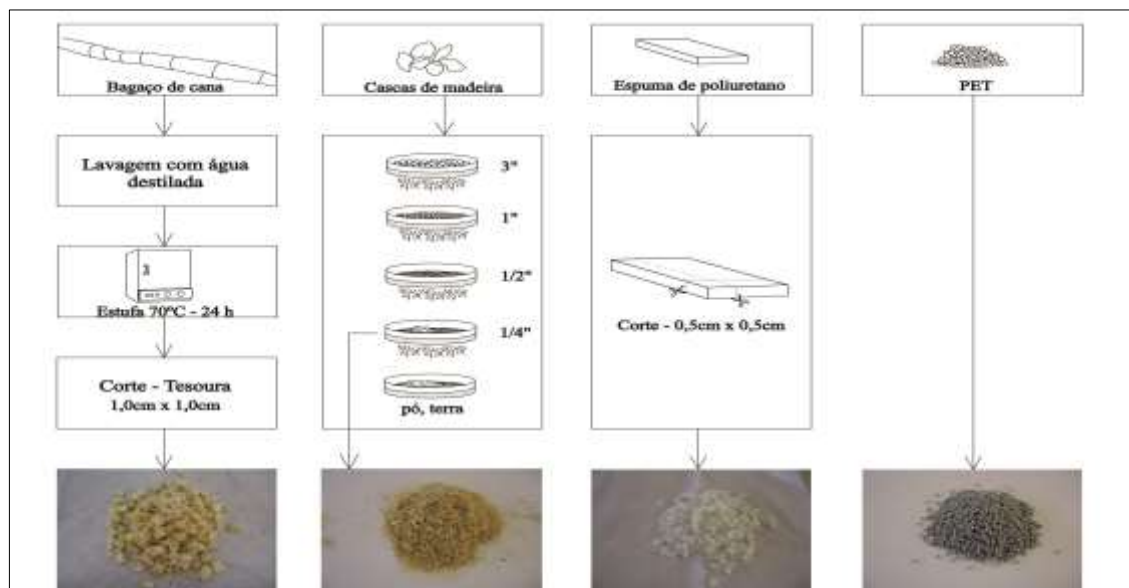 Bagaço de cana
Cascas de madeira
Espuma de poliuretano
PET
Lavagem com água
destilada
Estufa 70ºC - 24 h
Corte - Tesoura
1,0cm x 1,0cm
3"
1"
1/2"
1/4"
pó, terra
Corte - 0,5cm x 0,5cm